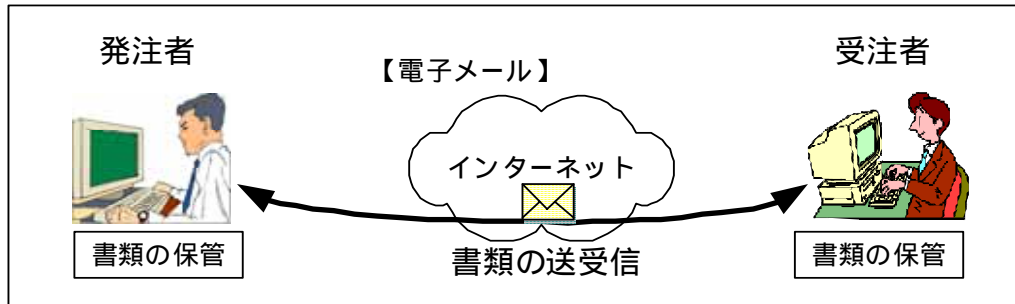 発注者
受注者
【電子メール】
インターネット
書類の送受信
書類の保管
書類の保管